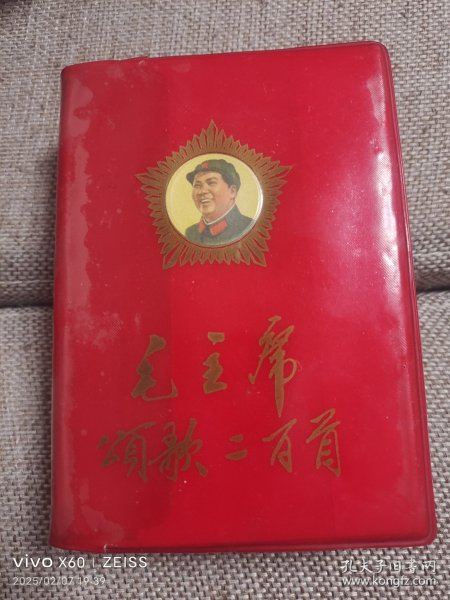 毛主席
颂歌二百首
vivo X60 | ZEISS
2025/02/07 19:39
孔夫子旧书网
www.kongfz.com